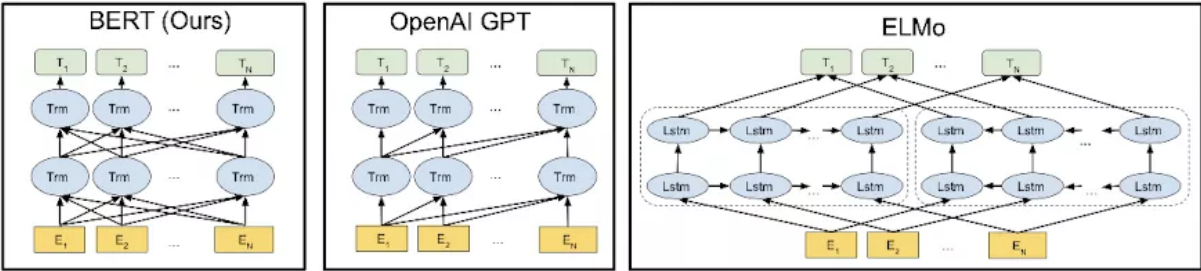 BERT (Ours)
T1 T2 ... TN
Trm Trm ... Trm
Trm Trm ... Trm
E1 E2 ... EN
OpenAI GPT
T1 T2 ... TN
Trm Trm ... Trm
Trm Trm ... Trm
E1 E2 ... EN
ELMo
T1 T2 ... TN
Lstm Lstm ... Lstm Lstm Lstm ... Lstm
Lstm Lstm ... Lstm Lstm Lstm ... Lstm
E1 E2 ... EN